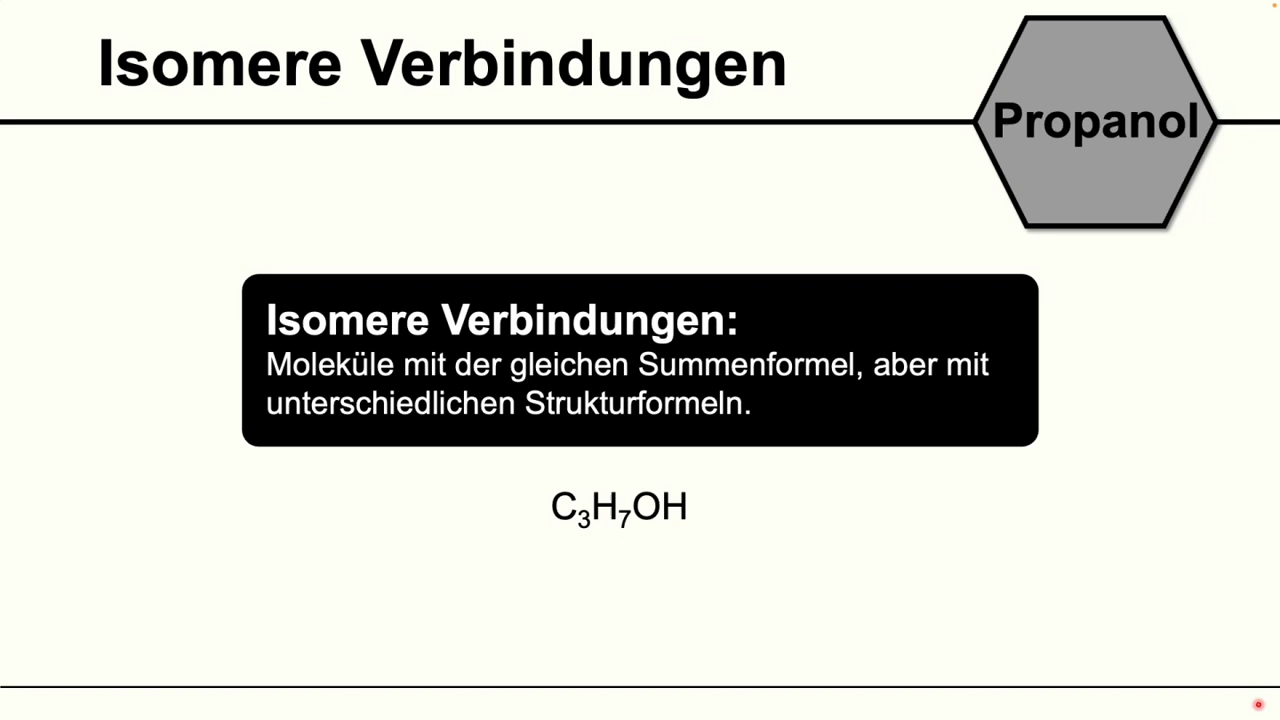 Isomere Verbindungen
Propanol
Isomere Verbindungen:
Moleküle mit der gleichen Summenformel, aber mit
unterschiedlichen Strukturformeln.
C₃H₇OH